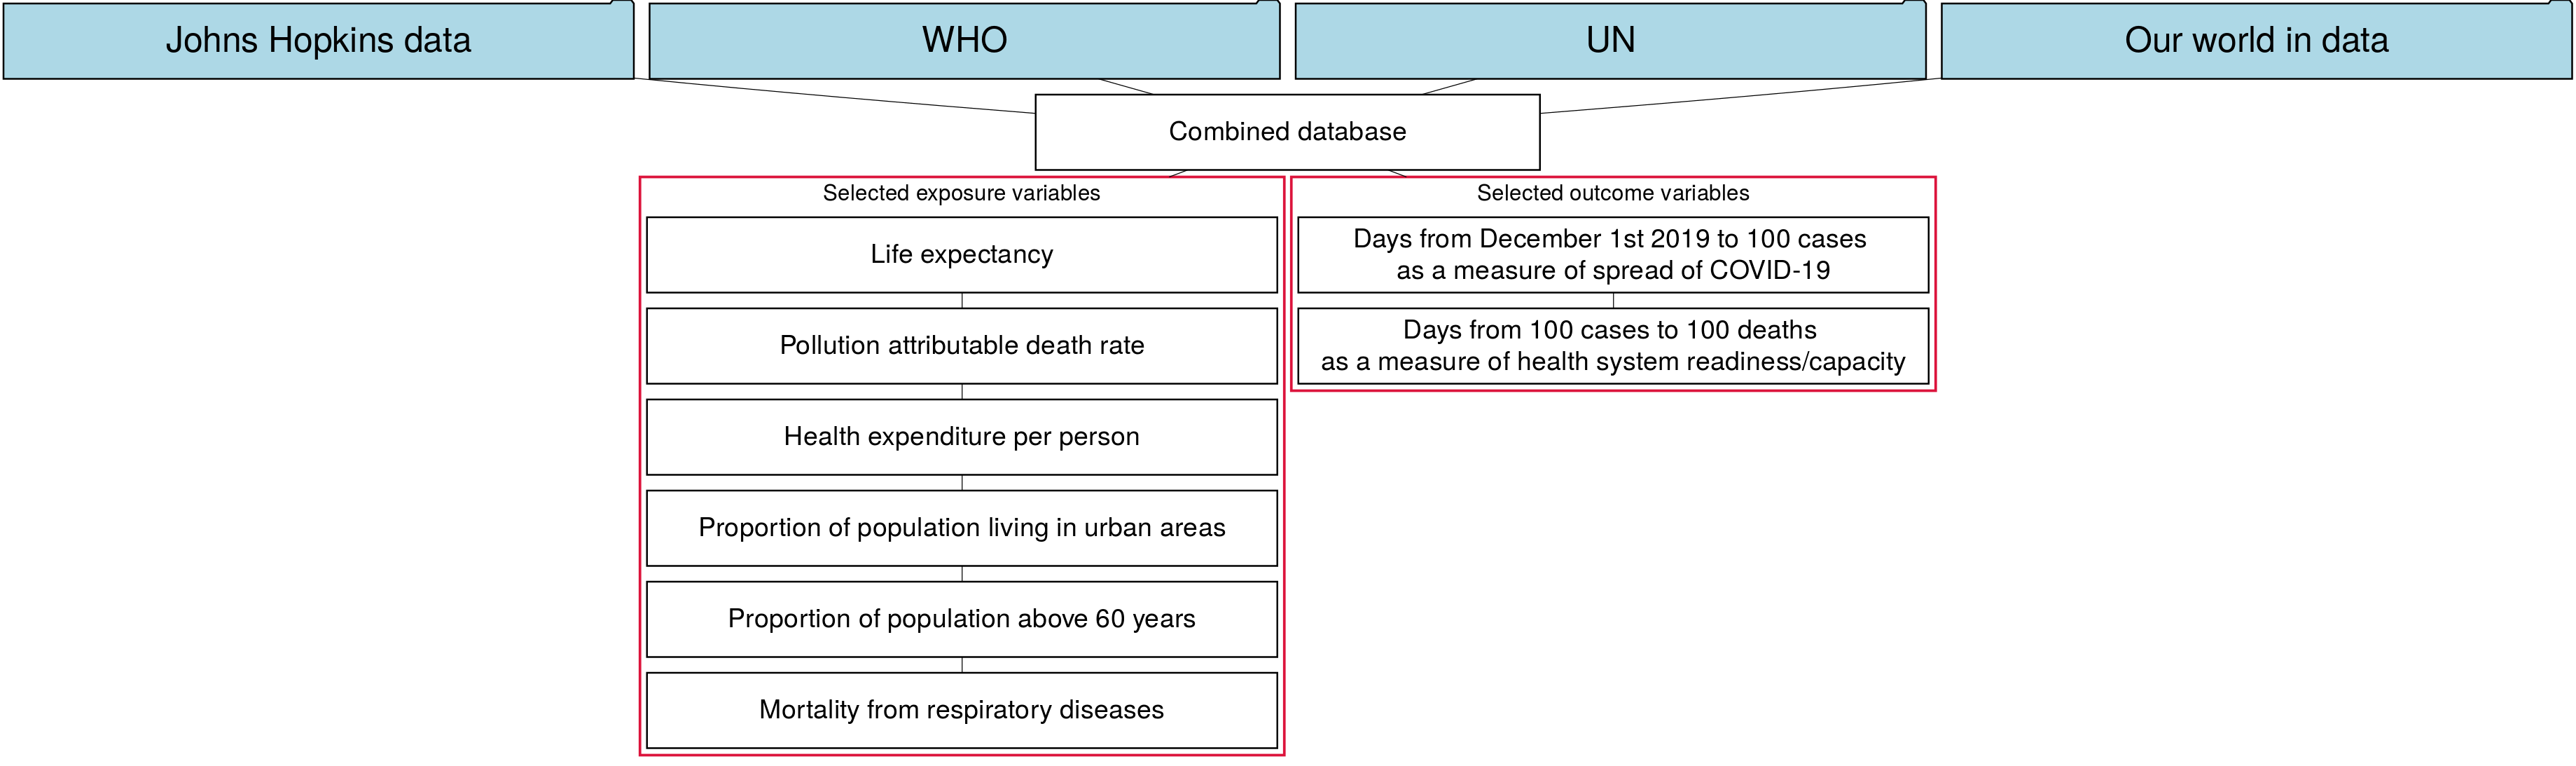 Johns Hopkins data
WHO
UN
Our world in data
Combined database
Selected exposure variables
Life expectancy
Pollution attributable death rate
Health expenditure per person
Proportion of population living in urban areas
Proportion of population above 60 years
Mortality from respiratory diseases
Selected outcome variables
Days from December 1st 2019 to 100 cases
as a measure of spread of COVID-19
Days from 100 cases to 100 deaths
as a measure of health system readiness/capacity